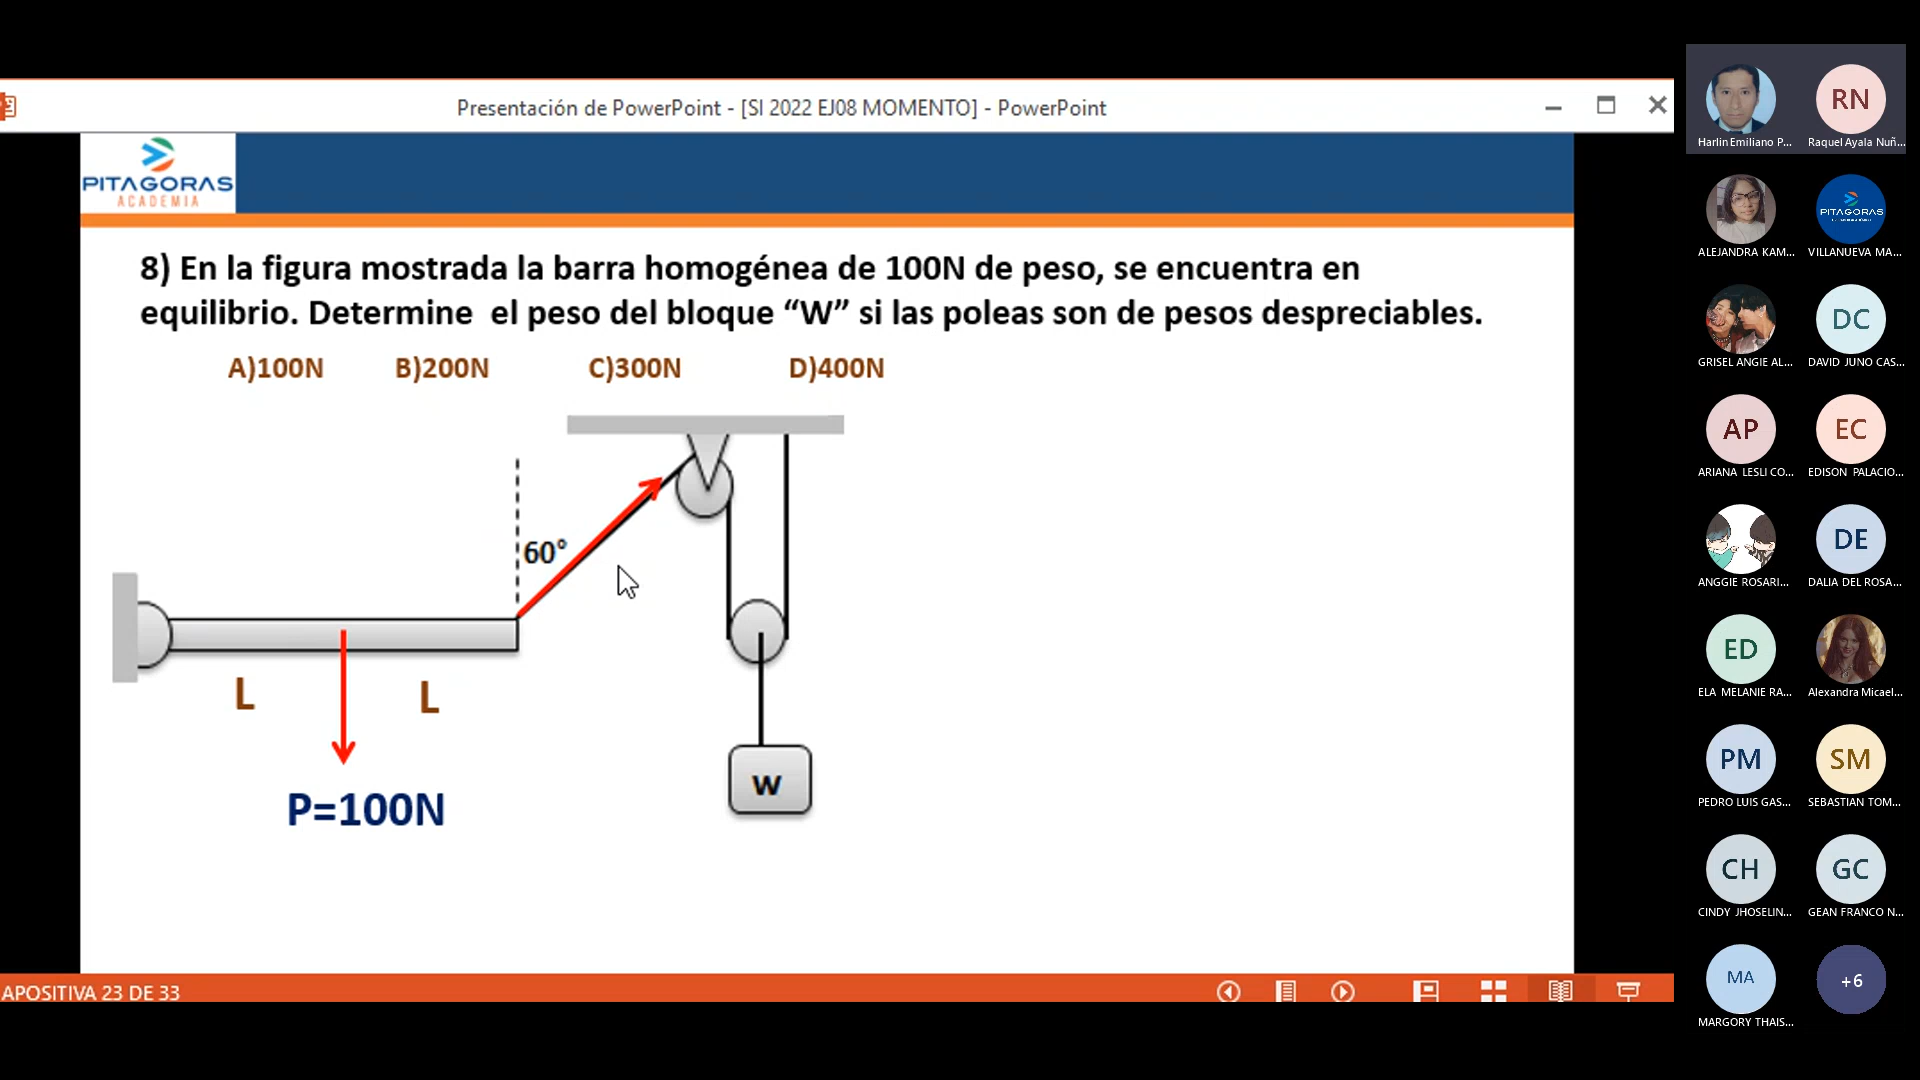 Presentación de PowerPoint - [SI 2022 EJ08 MOMENTO] - PowerPoint
PITAGORAS
ACADEMIA
8) En la figura mostrada la barra homogénea de 100N de peso, se encuentra en
equilibrio. Determine el peso del bloque “W” si las poleas son de pesos despreciables.
A)100N B)200N C)300N D)400N
60°
L L
P=100N
W
APOSITIVA 23 DE 33
RN
Harlin Emiliano P... Raquel Ayala Nuñ...
PITAGORAS
ALEJANDRA KAM... VILLANUEVA MA...
DC
GRISEL ANGIE AL... DAVID JUNO CAS...
AP EC
ARIANA LESLI CO... EDISON PALACIO...
DE
ANGGIE ROSARI... DALIA DEL ROSA...
ED
ELA MELANIE RA... Alexandra Micael...
PM SM
PEDRO LUIS GAS... SEBASTIAN TOM...
CH GC
CINDY JHOSELIN... GEAN FRANCO N...
MA +6
MARGORY THAIS...